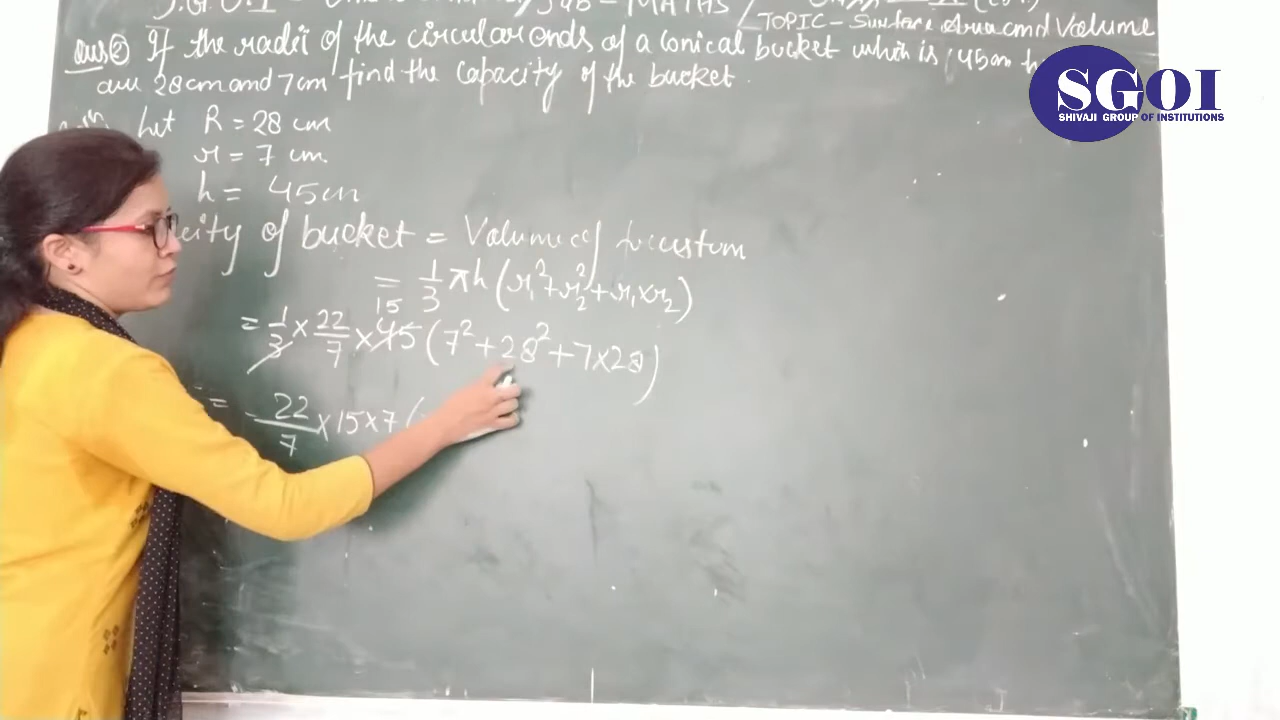 MATHS / TOPIC - Surface area and Volume
Ques 2 If the radii of the circular ends of a conical bucket which is 45cm h
are 28cm and 7cm find the capacity of the bucket.
Let R = 28 cm
r = 7 cm
h = 45cm
city of bucket = Volume of frustum
= 1/3 πh (r₁² + r₂² + r₁ × r₂)
15
= 1/3 × 22/7 × 45 (7² + 28² + 7×28)
= 22/7 × 15 × 7 (
SGOI
SHIVAJI GROUP OF INSTITUTIONS